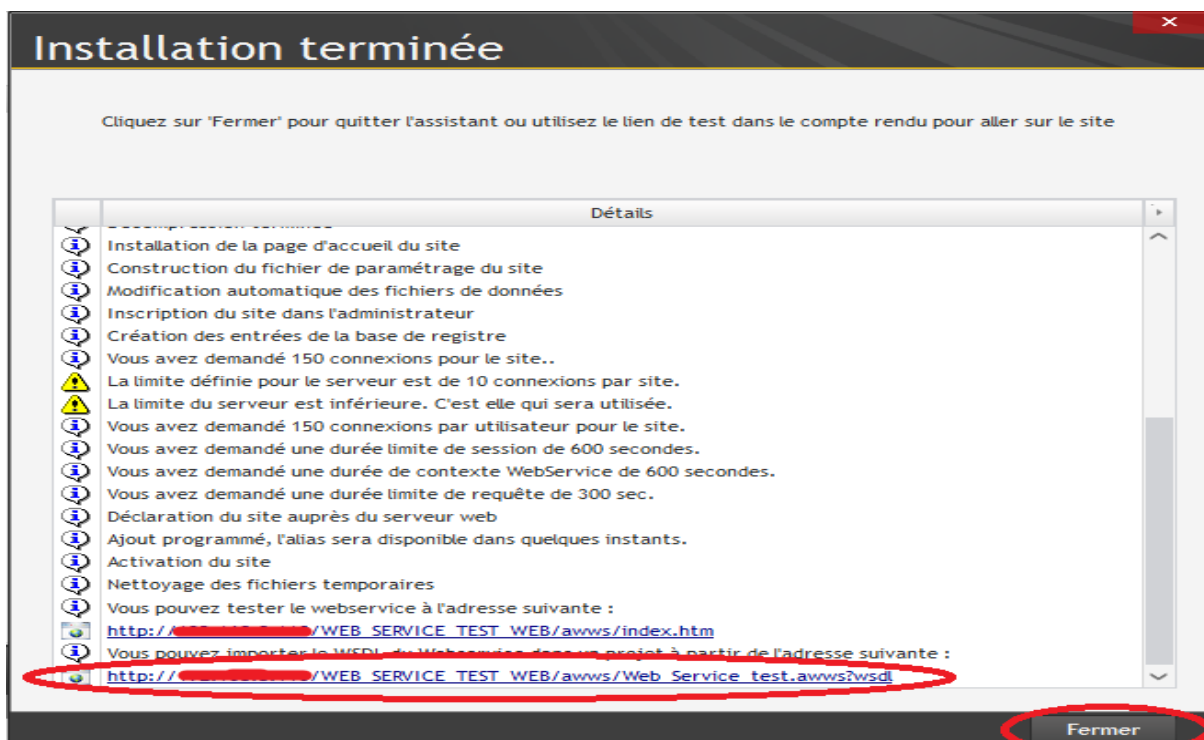 Installation terminée
Cliquez sur 'Fermer' pour quitter l'assistant ou utilisez le lien de test dans le compte rendu pour aller sur le site
Détails
Installation de la page d'accueil du site
Construction du fichier de paramétrage du site
Modification automatique des fichiers de données
Inscription du site dans l'administrateur
Création des entrées de la base de registre
Vous avez demandé 150 connexions pour le site..
La limite définie pour le serveur est de 10 connexions par site.
La limite du serveur est inférieure. C'est elle qui sera utilisée.
Vous avez demandé 150 connexions par utilisateur pour le site.
Vous avez demandé une durée limite de session de 600 secondes.
Vous avez demandé une durée de contexte WebService de 600 secondes.
Vous avez demandé une durée limite de requête de 300 sec.
Déclaration du site auprès du serveur web
Ajout programmé, l'alias sera disponible dans quelques instants.
Activation du site
Nettoyage des fichiers temporaires
Vous pouvez tester le webservice à l'adresse suivante :
http:// /WEB_SERVICE_TEST_WEB/awws/index.htm
Vous pouvez importer le WSDL du Webservice dans un projet à partir de l'adresse suivante :
http:// /WEB_SERVICE_TEST_WEB/awws/Web_Service_test.awws?wsdl
Fermer